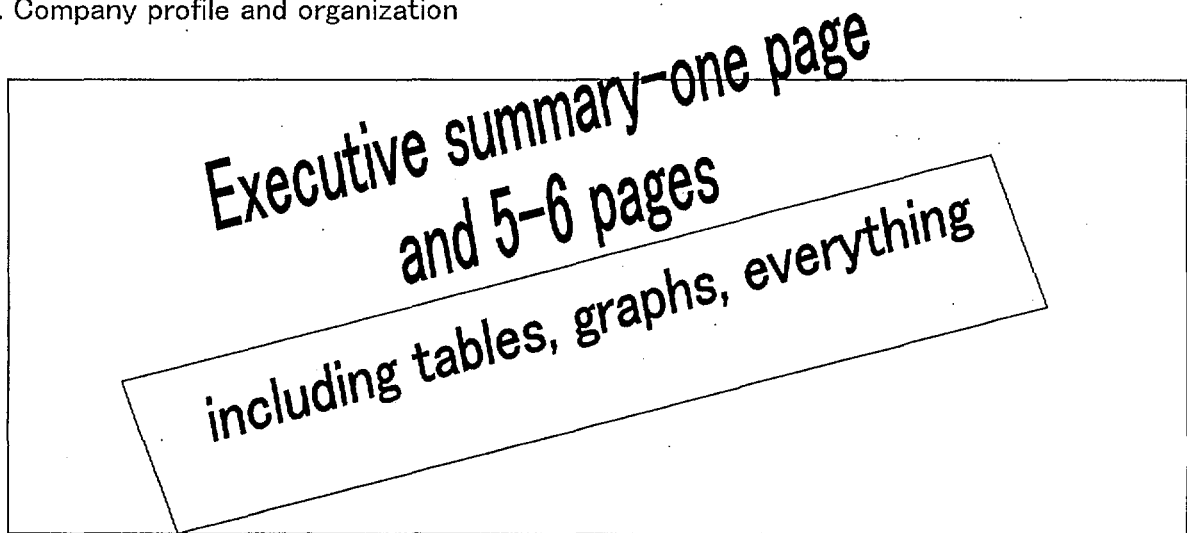 . Company profile and organization
Executive summary-one page
and 5-6 pages
including tables, graphs, everything